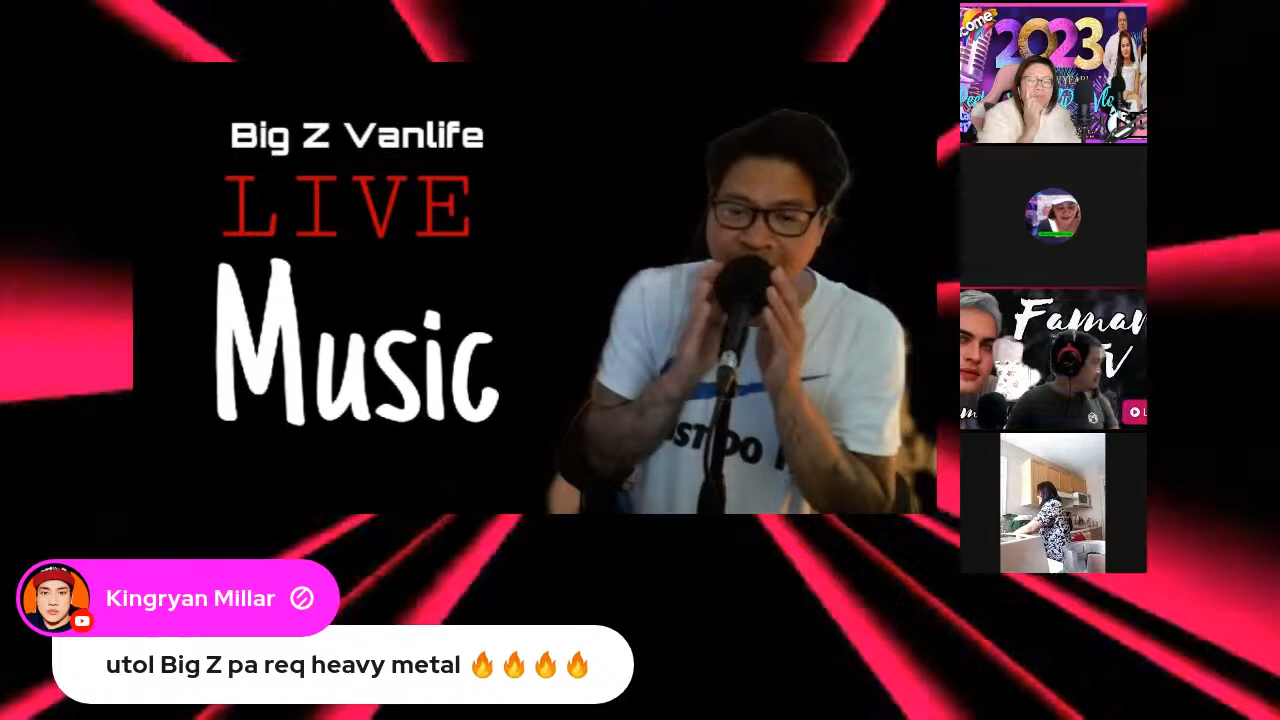 Big Z Vanlife
LIVE
Music
2023
Kingryan Millar
utol Big Z pa req heavy metal 🔥🔥🔥🔥